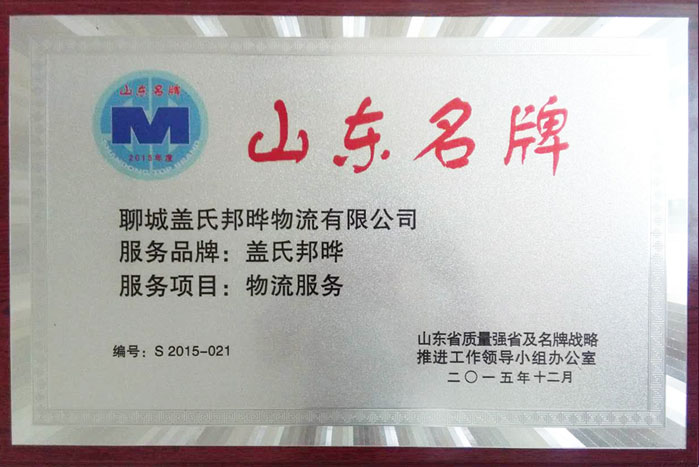 山东名牌
2015年度
山东名牌
聊城盖氏邦晔物流有限公司
服务品牌：盖氏邦晔
服务项目：物流服务
编号：S 2015-021
山东省质量强省及名牌战略
推进工作领导小组办公室
二〇一五年十二月